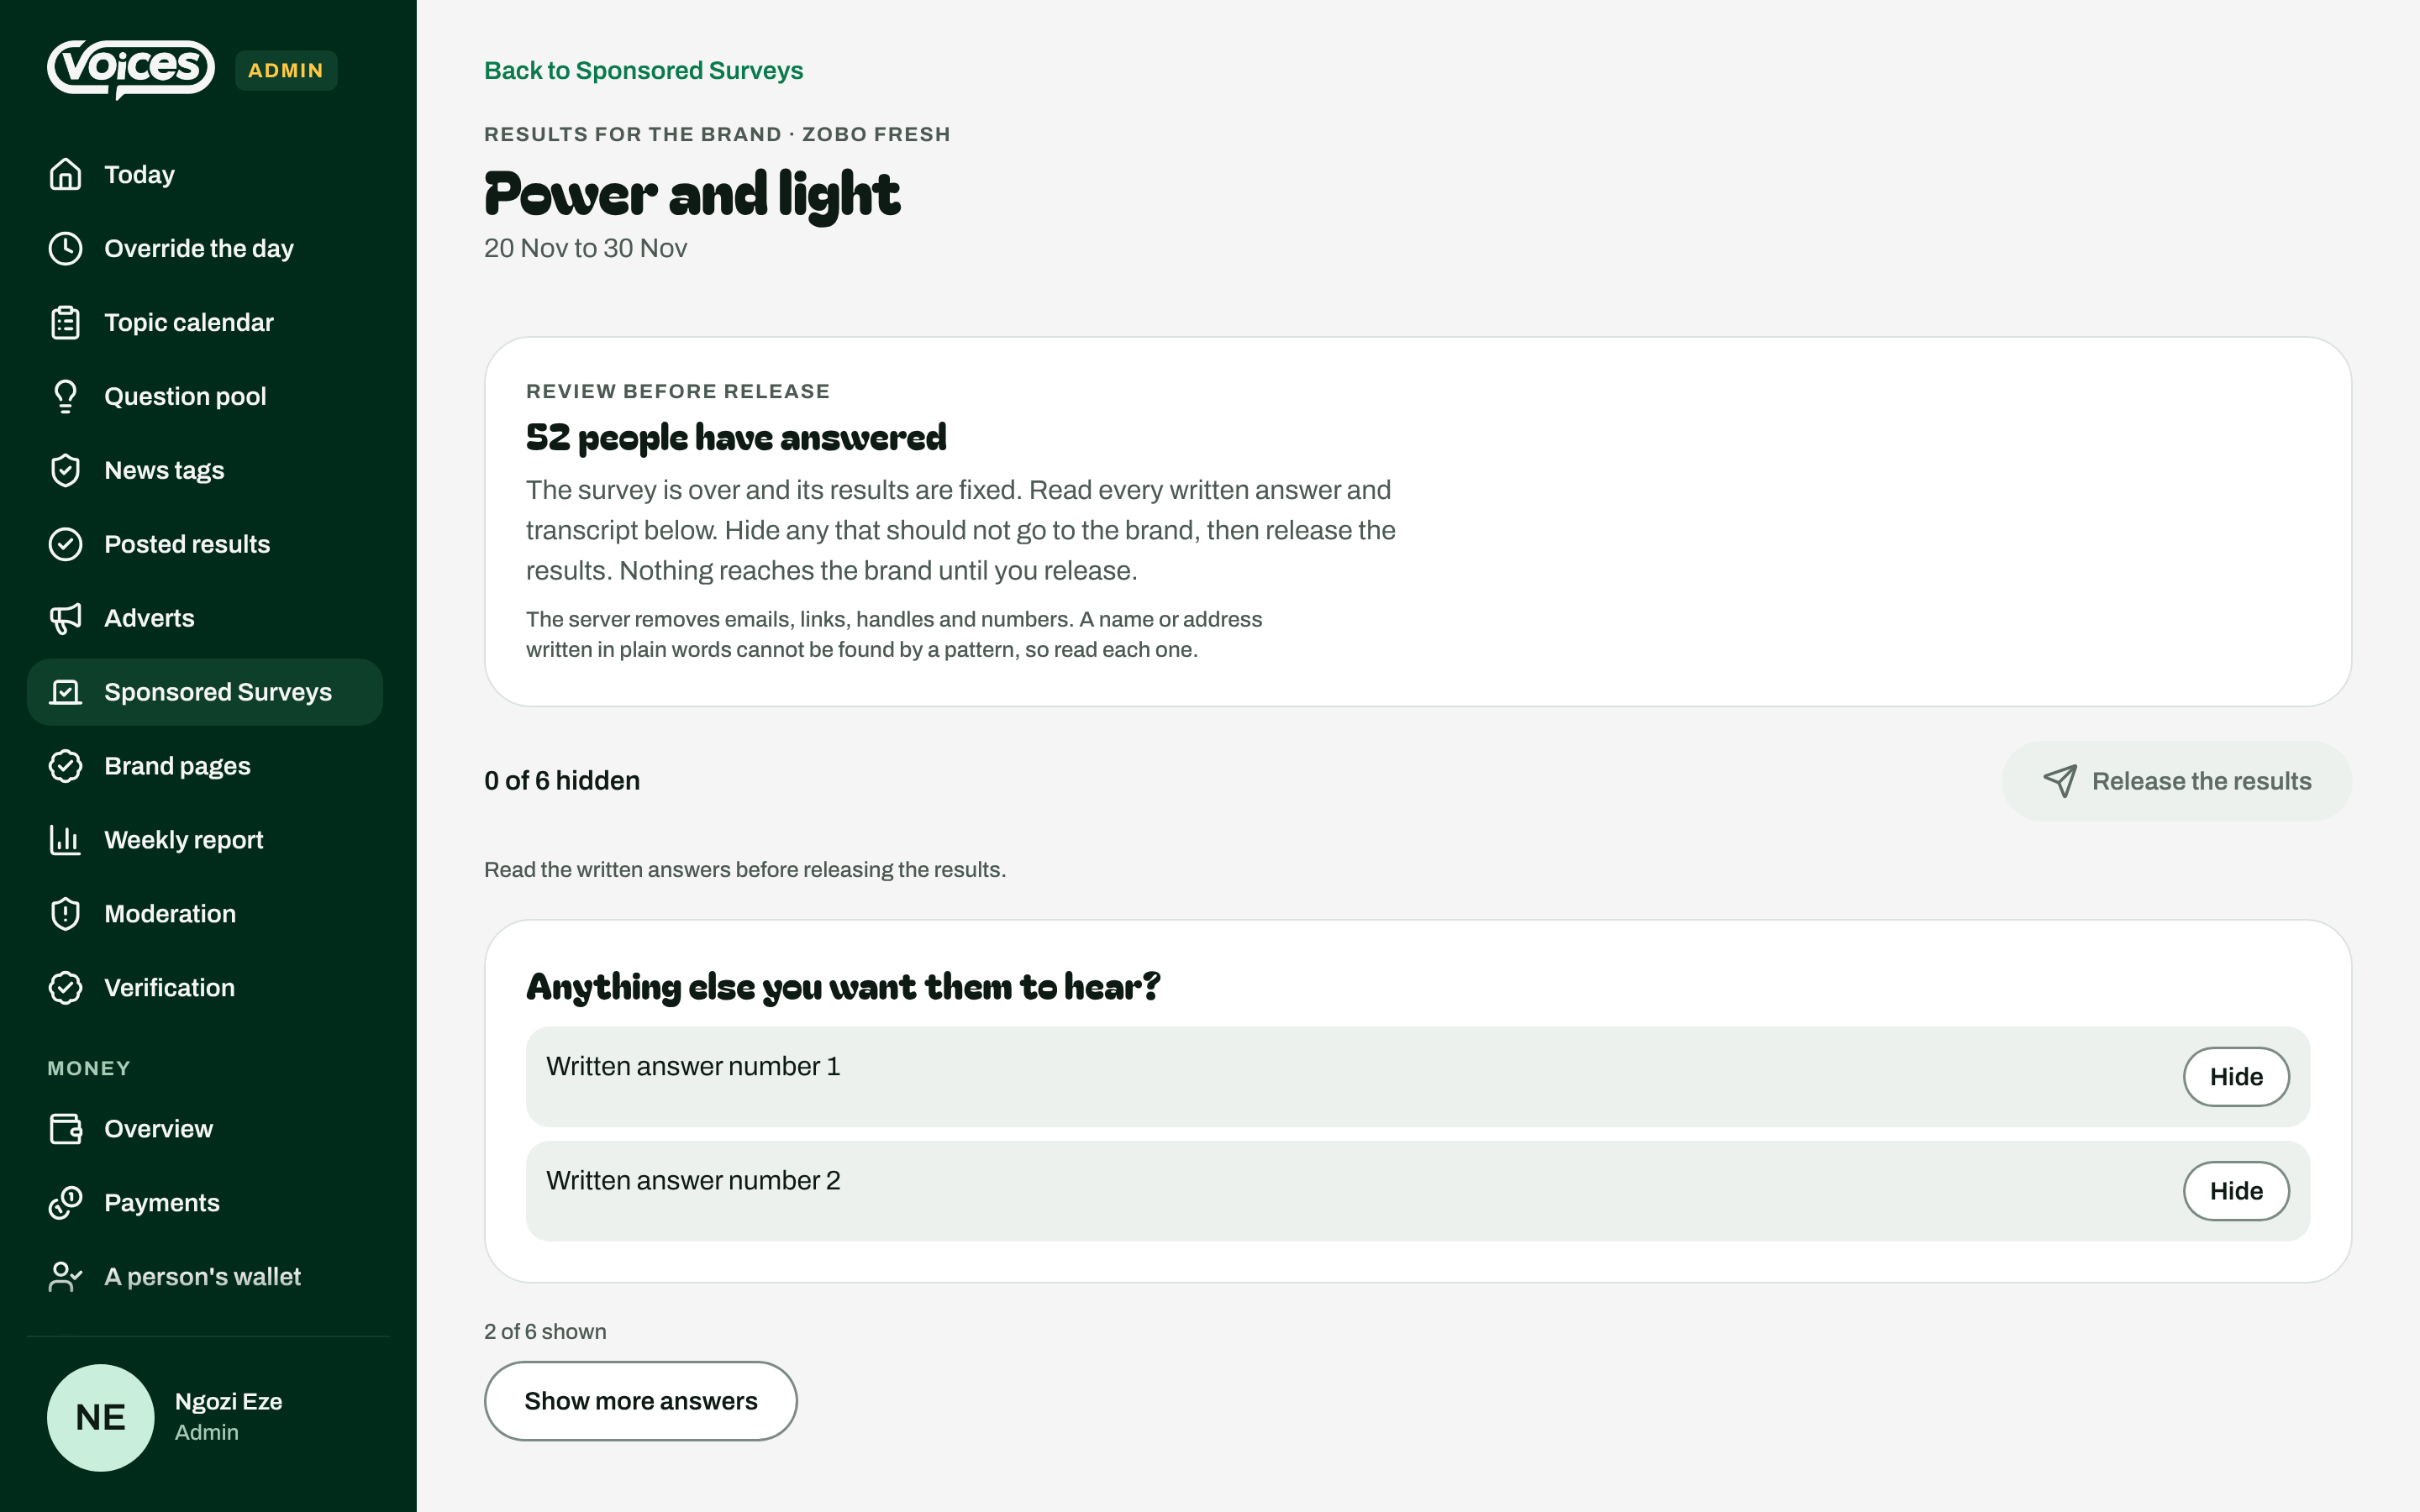 Voices
ADMIN
Today
Override the day
Topic calendar
Question pool
News tags
Posted results
Adverts
Sponsored Surveys
Brand pages
Weekly report
Moderation
Verification
MONEY
Overview
Payments
A person's wallet
NE
Ngozi Eze
Admin
Back to Sponsored Surveys
RESULTS FOR THE BRAND · ZOBO FRESH
Power and light
20 Nov to 30 Nov
REVIEW BEFORE RELEASE
52 people have answered
The survey is over and its results are fixed. Read every written answer and
transcript below. Hide any that should not go to the brand, then release the
results. Nothing reaches the brand until you release.
The server removes emails, links, handles and numbers. A name or address
written in plain words cannot be found by a pattern, so read each one.
0 of 6 hidden
Release the results
Read the written answers before releasing the results.
Anything else you want them to hear?
Written answer number 1
Hide
Written answer number 2
Hide
2 of 6 shown
Show more answers